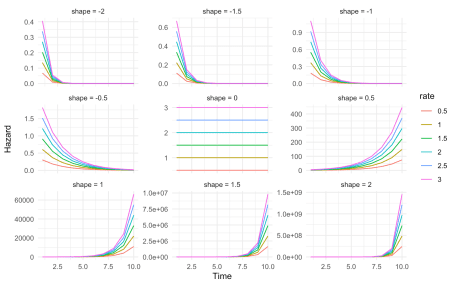 shape = -2
shape = -1.5
shape = -1
0.4
0.3
0.2
0.1
0.0
0.6
0.4
0.2
0.0
0.9
0.6
0.3
0.0
shape = -0.5
shape = 0
shape = 0.5
1.5
1.0
0.5
0.0
3
2
1
400
300
200
100
0
shape = 1
shape = 1.5
shape = 2
60000
40000
20000
0
1.0e+07
7.5e+06
5.0e+06
2.5e+06
0.0e+00
1.5e+09
1.0e+09
5.0e+08
0.0e+00
2.5 5.0 7.5 10.0
2.5 5.0 7.5 10.0
2.5 5.0 7.5 10.0
Time
Hazard
rate
0.5
1
1.5
2
2.5
3